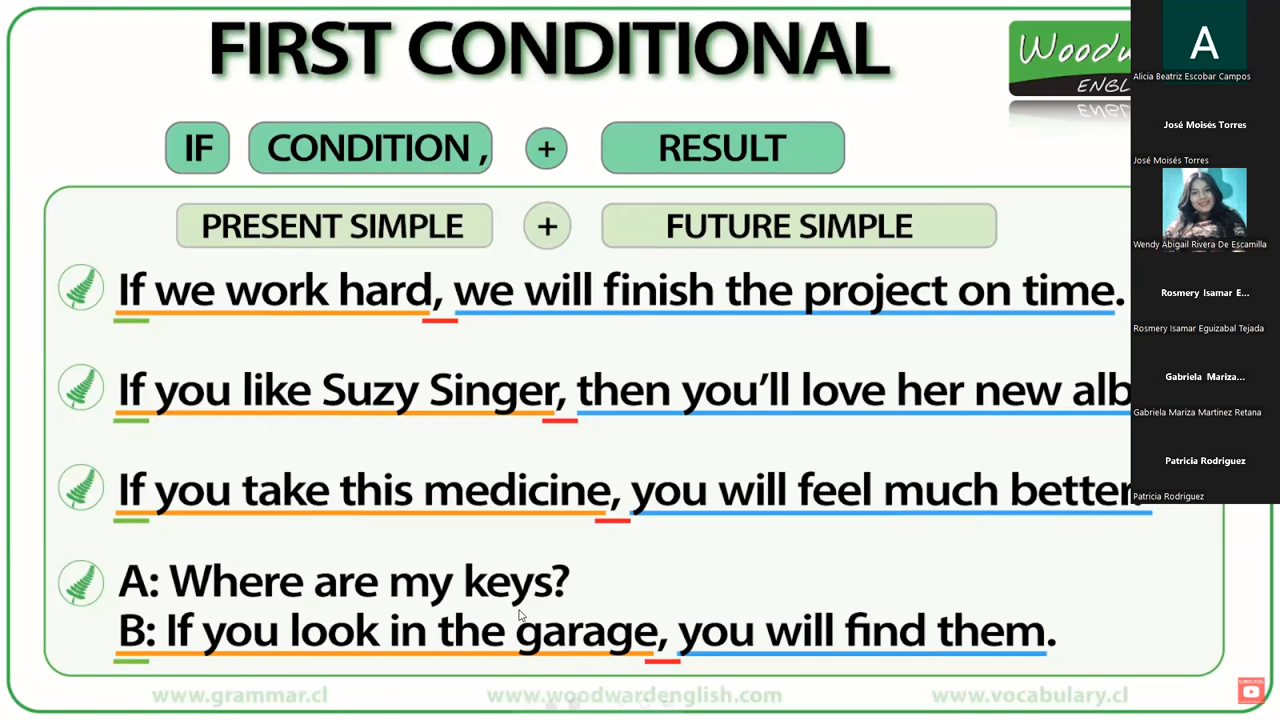 FIRST CONDITIONAL
IF CONDITION , + RESULT
PRESENT SIMPLE + FUTURE SIMPLE
If we work hard, we will finish the project on time.
If you like Suzy Singer, then you'll love her new alb
If you take this medicine, you will feel much better.
A: Where are my keys?
B: If you look in the garage, you will find them.
www.grammar.cl www.woodwardenglish.com www.vocabulary.cl
Woodw
ENGL
A
Alicia Beatriz Escobar Campos
José Moisés Torres
José Moisés Torres
Wendy Abigail Rivera De Escamilla
Rosmery Isamar E...
Rosmery Isamar Eguizabal Tejada
Gabriela Mariza...
Gabriela Mariza Martinez Retana
Patricia Rodriguez
Patricia Rodriguez
SUBSCRIBE